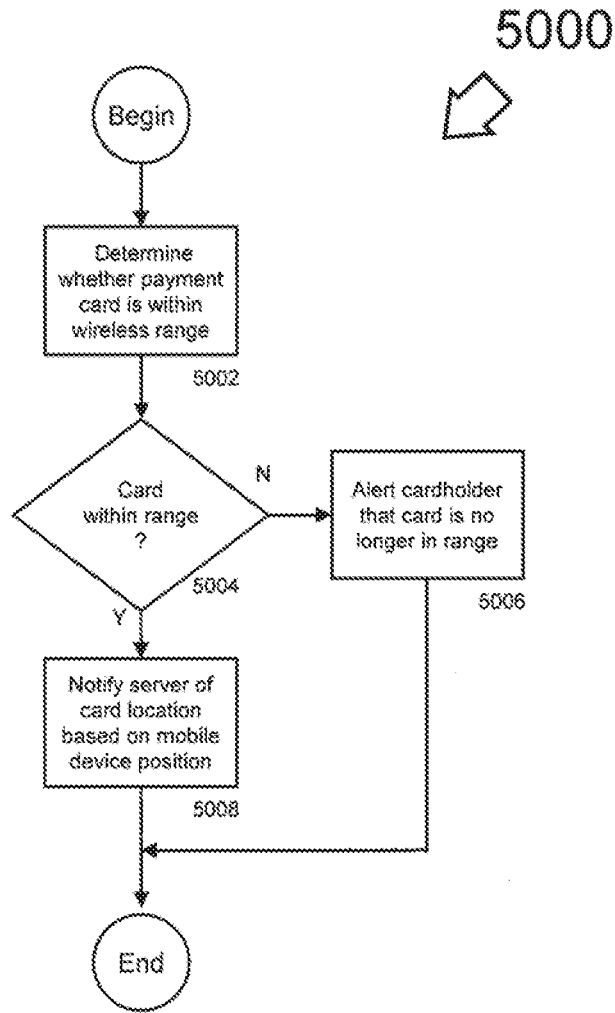 5000
Begin
Determine
whether payment
card is within
wireless range
5002
Card
within range
?
N
5004
Y
Alert cardholder
that card is no
longer in range
5006
Notify server of
card location
based on mobile
device position
5008
End